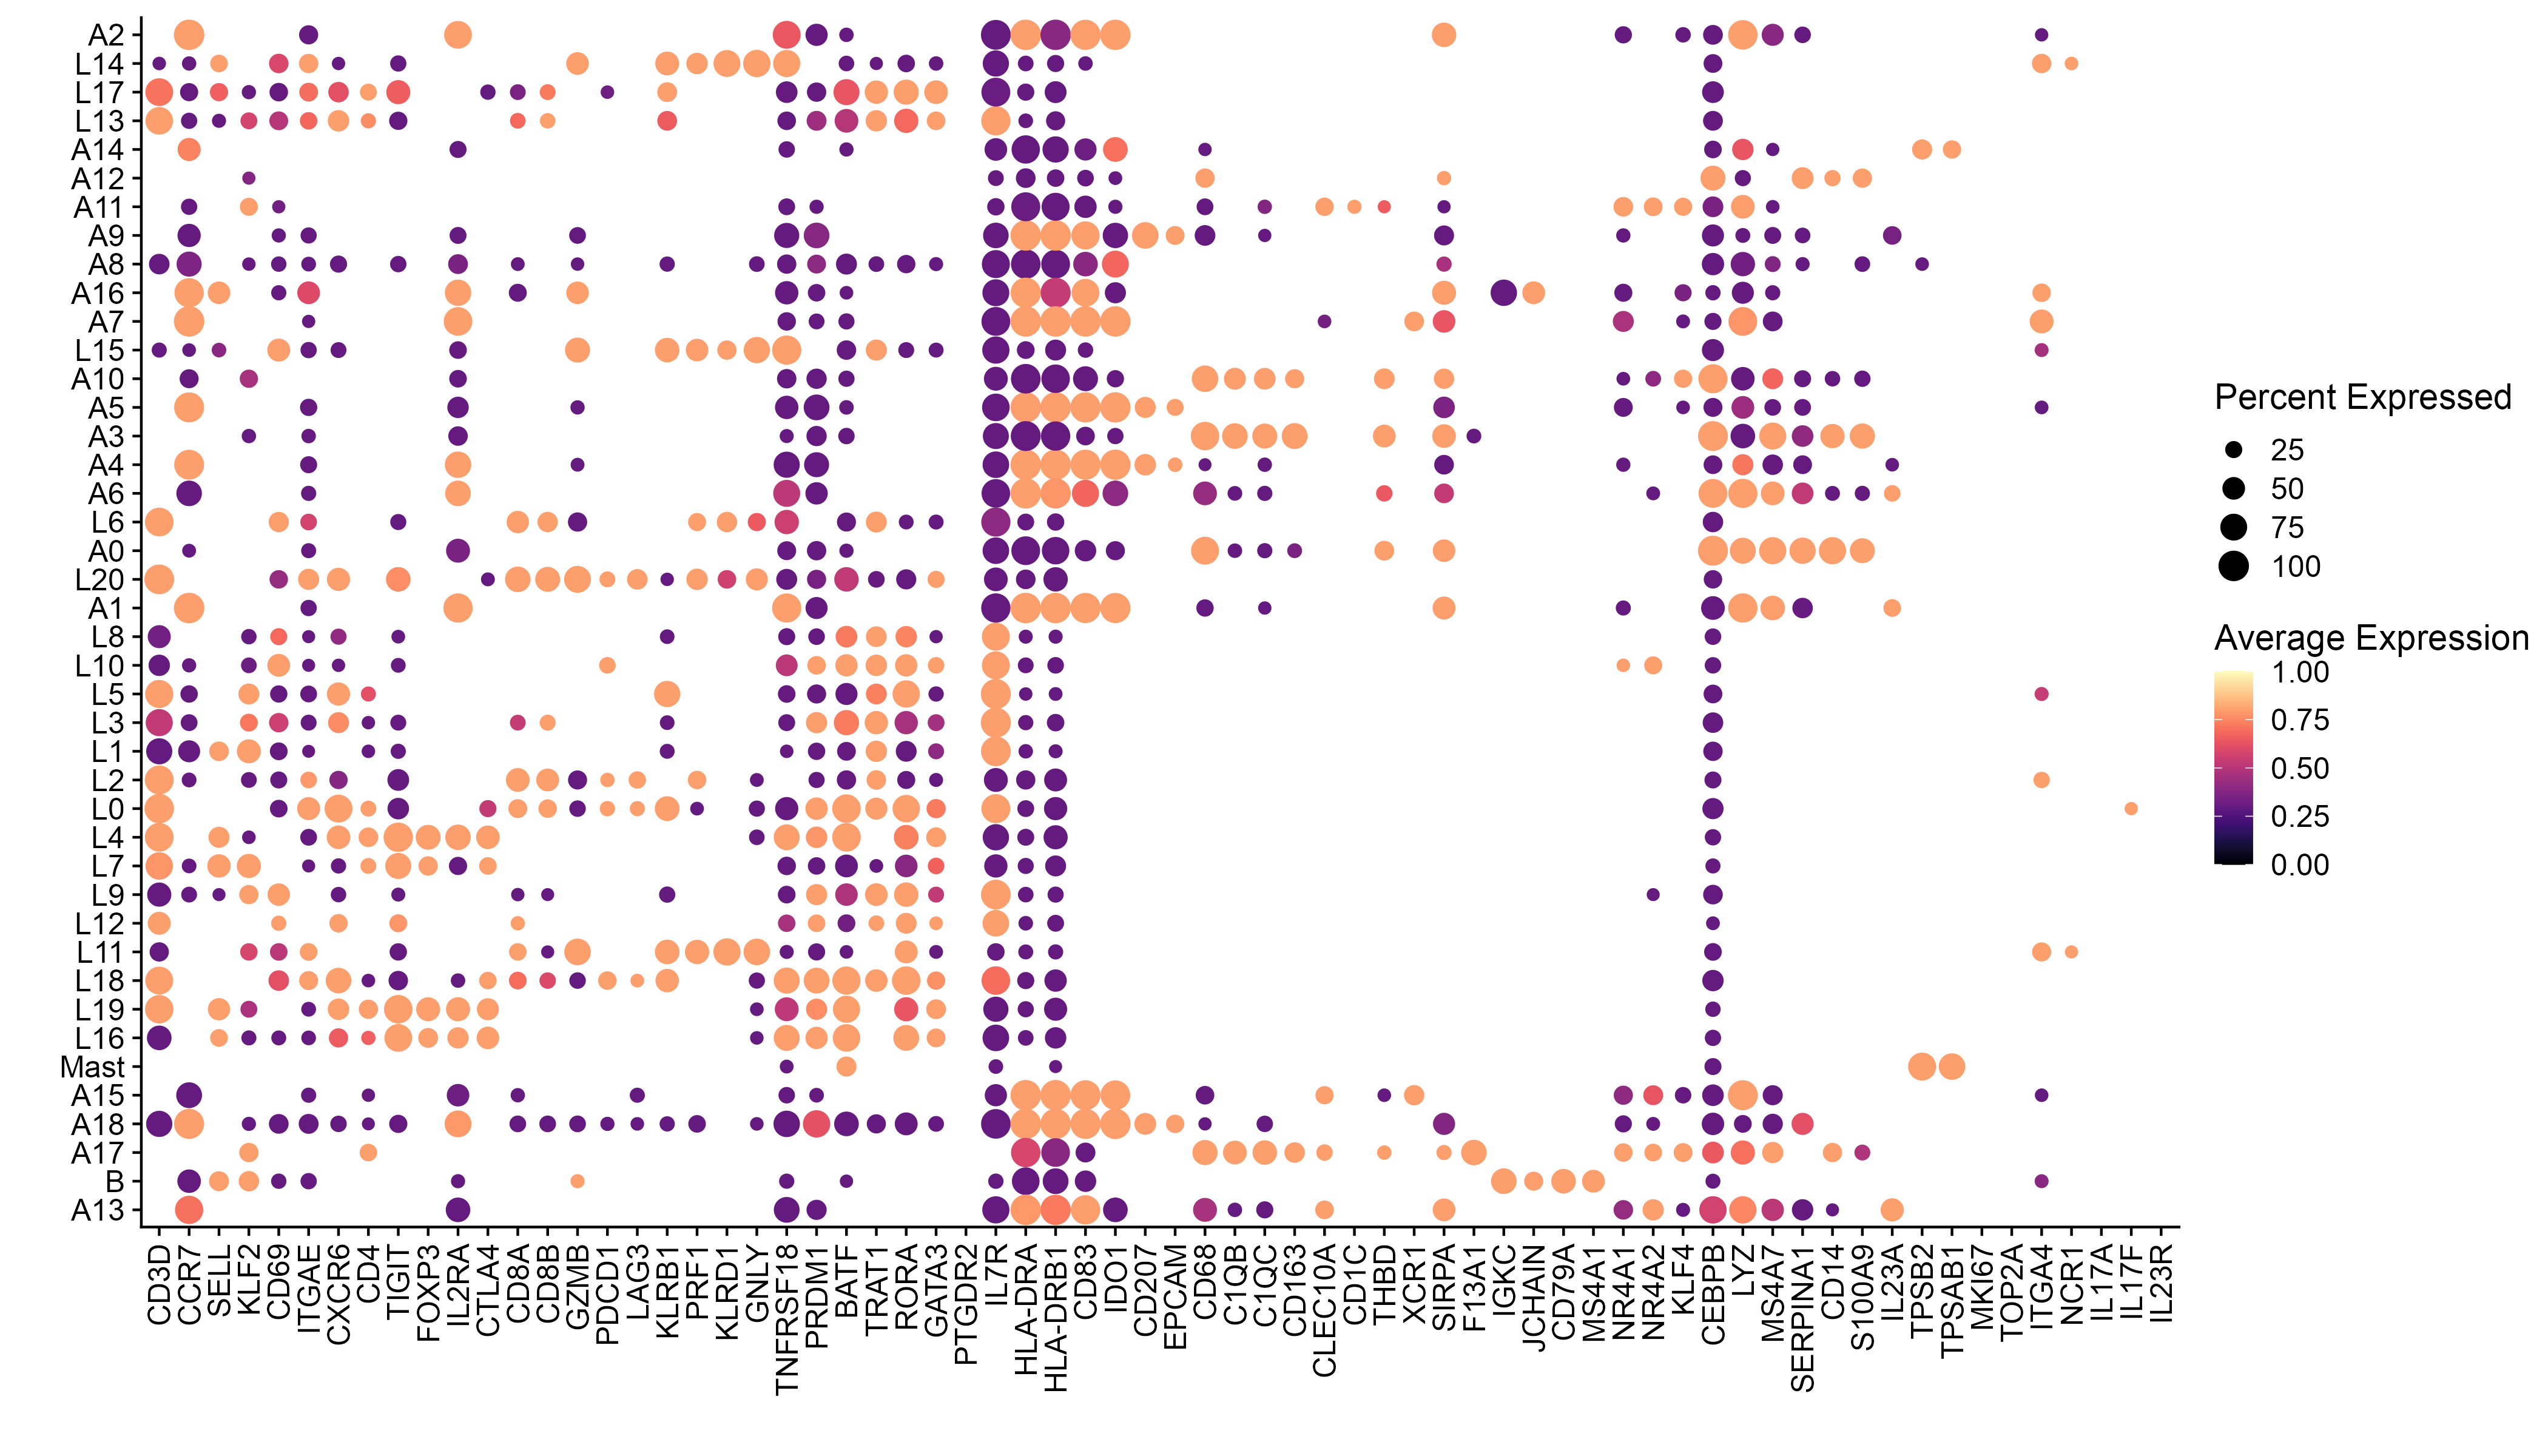 A2
L14
L17
L13
A14
A12
A11
A9
A8
A16
A7
L15
A10
A5
A3
A4
A6
L6
A0
L20
A1
L8
L10
L5
L3
L1
L2
L0
L4
L7
L9
L12
L11
L18
L19
L16
Mast
A15
A18
A17
B
A13
CD3D
CCR7
SELL
KLF2
CD69
ITGAE
CXCR6
CD4
TIGIT
FOXP3
IL2RA
CTLA4
CD8A
CD8B
GZMB
PDCD1
LAG3
KLRB1
PRF1
KLRD1
GNLY
TNFRSF18
PRDM1
BATF
TRAT1
RORA
GATA3
PTGDR2
IL7R
HLA-DRA
HLA-DRB1
CD83
IDO1
CD207
EPCAM
CD68
C1QB
C1QC
CD163
CLEC10A
CD1C
THBD
XCR1
SIRPA
F13A1
IGKC
JCHAIN
CD79A
MS4A1
NR4A1
NR4A2
KLF4
CEBPB
LYZ
MS4A7
SERPINA1
CD14
S100A9
IL23A
TPSB2
TPSAB1
MKI67
TOP2A
ITGA4
NCR1
IL17A
IL17F
IL23R
Percent Expressed
25
50
75
100
Average Expression
1.00
0.75
0.50
0.25
0.00